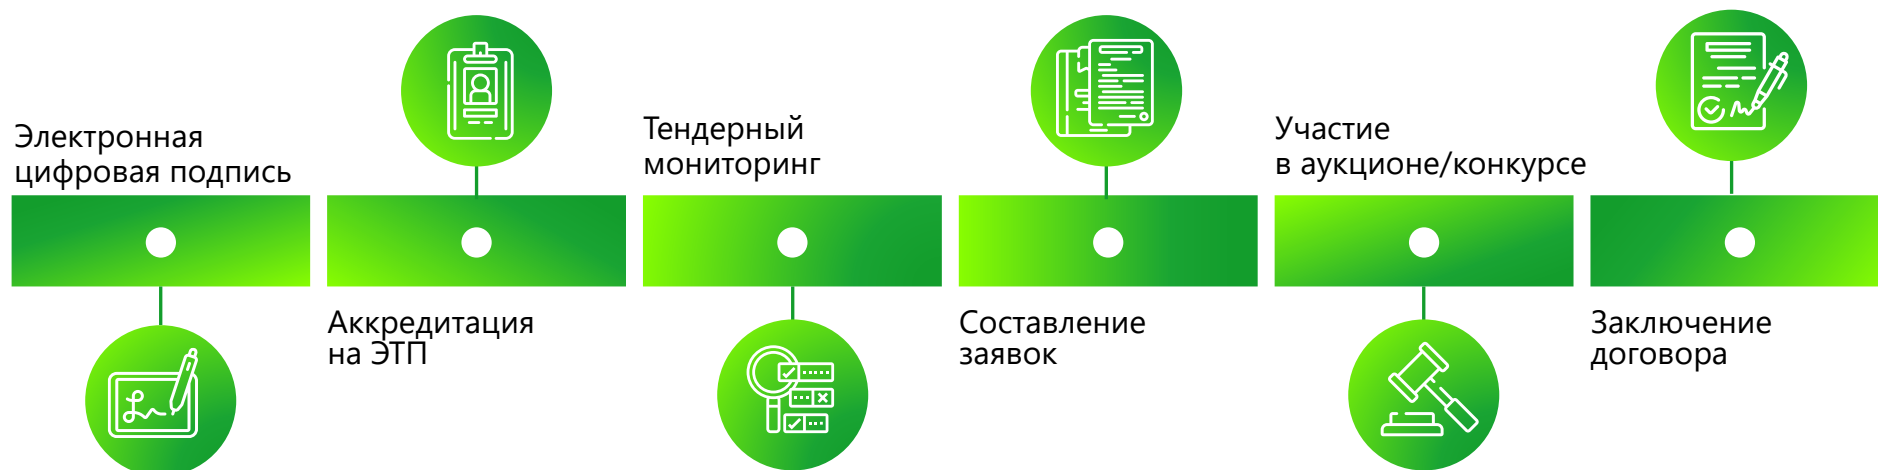 Электронная
цифровая подпись
Аккредитация
на ЭТП
Тендерный
мониторинг
Составление
заявок
Участие
в аукционе/конкурсе
Заключение
договора